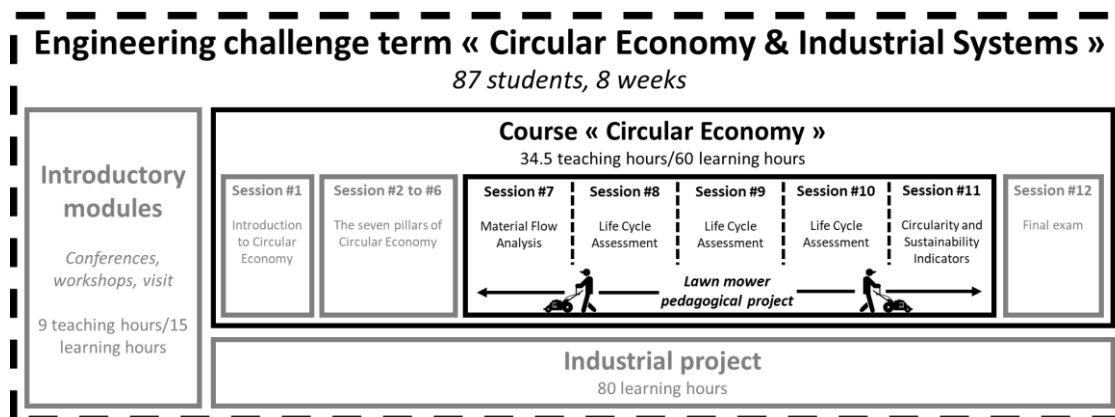 Engineering challenge term « Circular Economy & Industrial Systems »
87 students, 8 weeks
Introductory
modules
Conferences,
workshops, visit
9 teaching hours/15
learning hours
Course « Circular Economy »
34.5 teaching hours/60 learning hours
Session #1
Introduction
to Circular
Economy
Session #2 to #6
The seven pillars of
Circular Economy
Session #7
Material Flow
Analysis
Session #8
Life Cycle
Assessment
Session #9
Life Cycle
Assessment
Session #10
Life Cycle
Assessment
Session #11
Circularity and
Sustainability
Indicators
Lawn mower
pedagogical project
Session #12
Final exam
Industrial project
80 learning hours